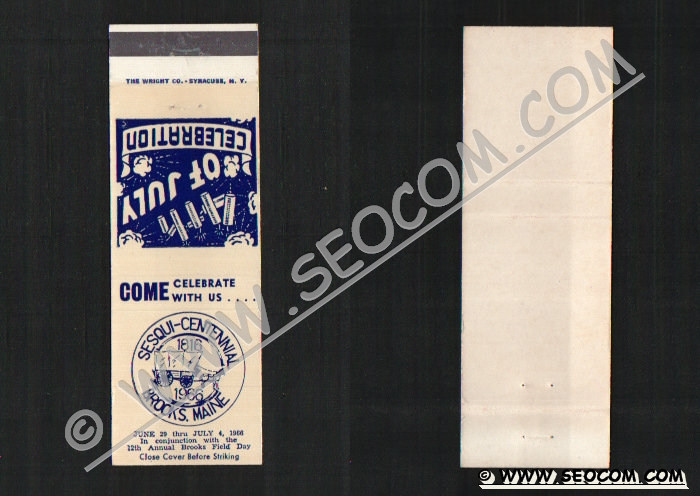 THE WRIGHT CO. - SYRACUSE, N. Y.
4th
OF JULY
CELEBRATION
COME CELEBRATE
WITH US . . . .
SESQUI-CENTENNIAL
1816
1966
BROOKS, MAINE
JUNE 29 thru JULY 4, 1966
In conjunction with the
12th Annual Brooks Field Day
Close Cover Before Striking
© WWW.SEOCOM.COM
© WWW.SEOCOM.COM